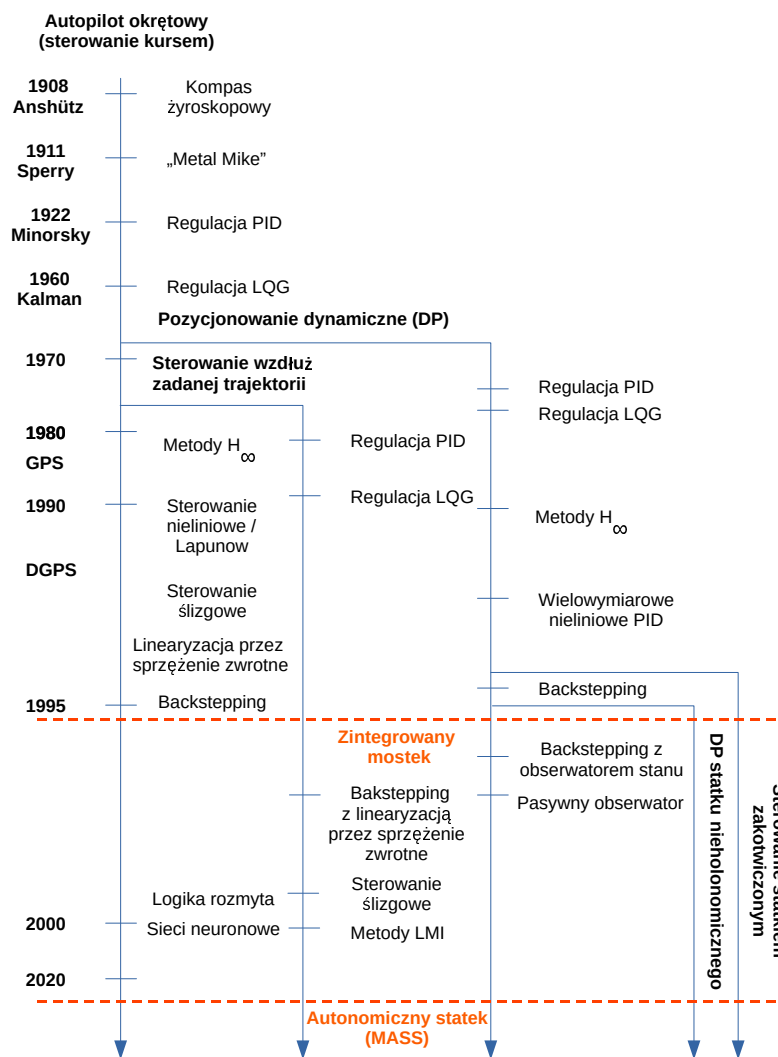 Autopilot okrętowy
(sterowanie kursem)
1908
Anshütz
Kompas
żyroskopowy
1911
Sperry
„Metal Mike”
1922
Minorsky
Regulacja PID
1960
Kalman
Regulacja LQG
Pozycjonowanie dynamiczne (DP)
1970
Sterowanie wzdłuż
zadanej trajektorii
Regulacja PID
Regulacja LQG
1980
Metody H∞
Regulacja PID
GPS
Regulacja LQG
1990
Sterowanie
nieliniowe /
Lapunow
Metody H∞
DGPS
Sterowanie
ślizgowe
Wielowymiarowe
nieliniowe PID
Linearyzacja przez
sprzężenie zwrotne
Backstepping
1995
Backstepping
Zintegrowany
mostek
Backstepping z
obserwatorem stanu
Pasywny obserwator
Bakstepping
z linearyzacją
przez sprzężenie
zwrotne
DP statku nieholonomicznego
zakotwiczonym
Logika rozmyta
Sterowanie
ślizgowe
2000
Sieci neuronowe
Metody LMI
2020
Autonomiczny statek
(MASS)